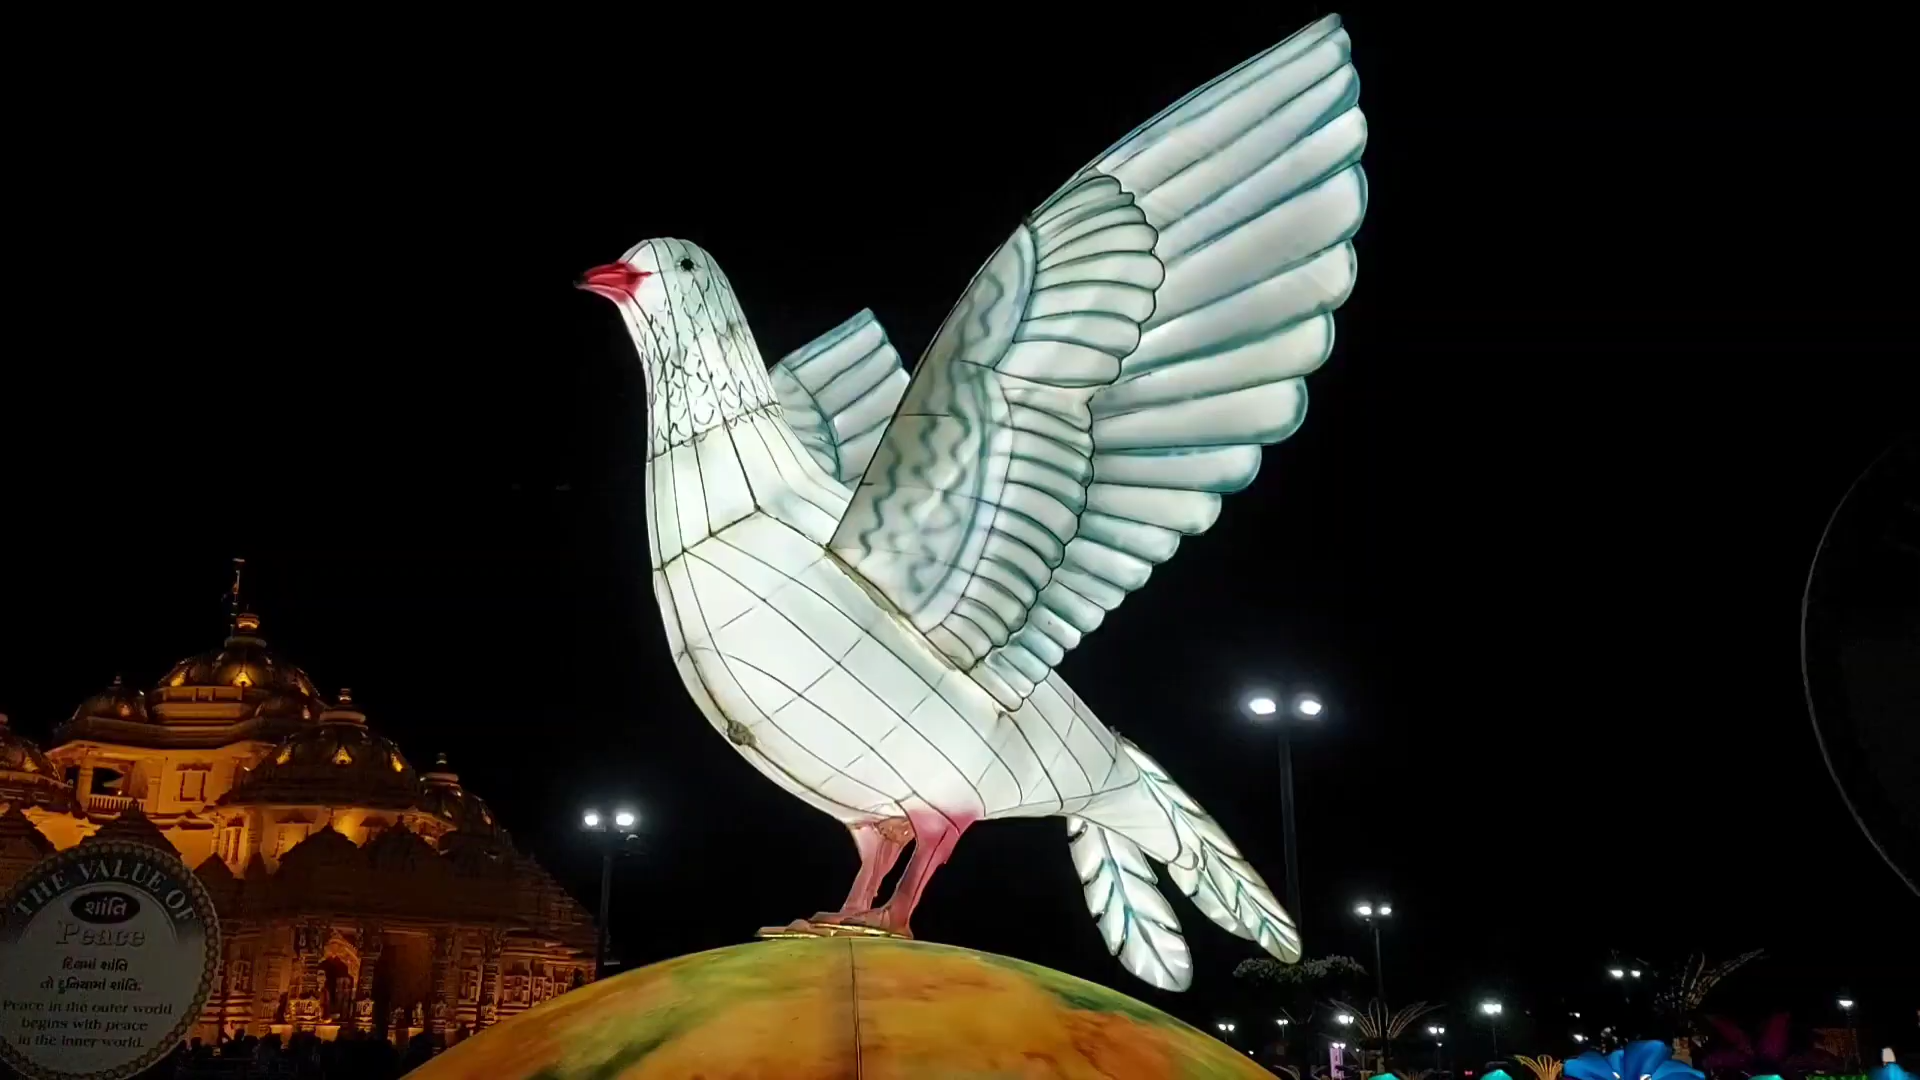 THE VALUE OF
શાંતિ
Peace
દિલમાં શાંતિ
તો દુનિયામાં શાંતિ.
Peace in the outer world
begins with peace
in the inner world.